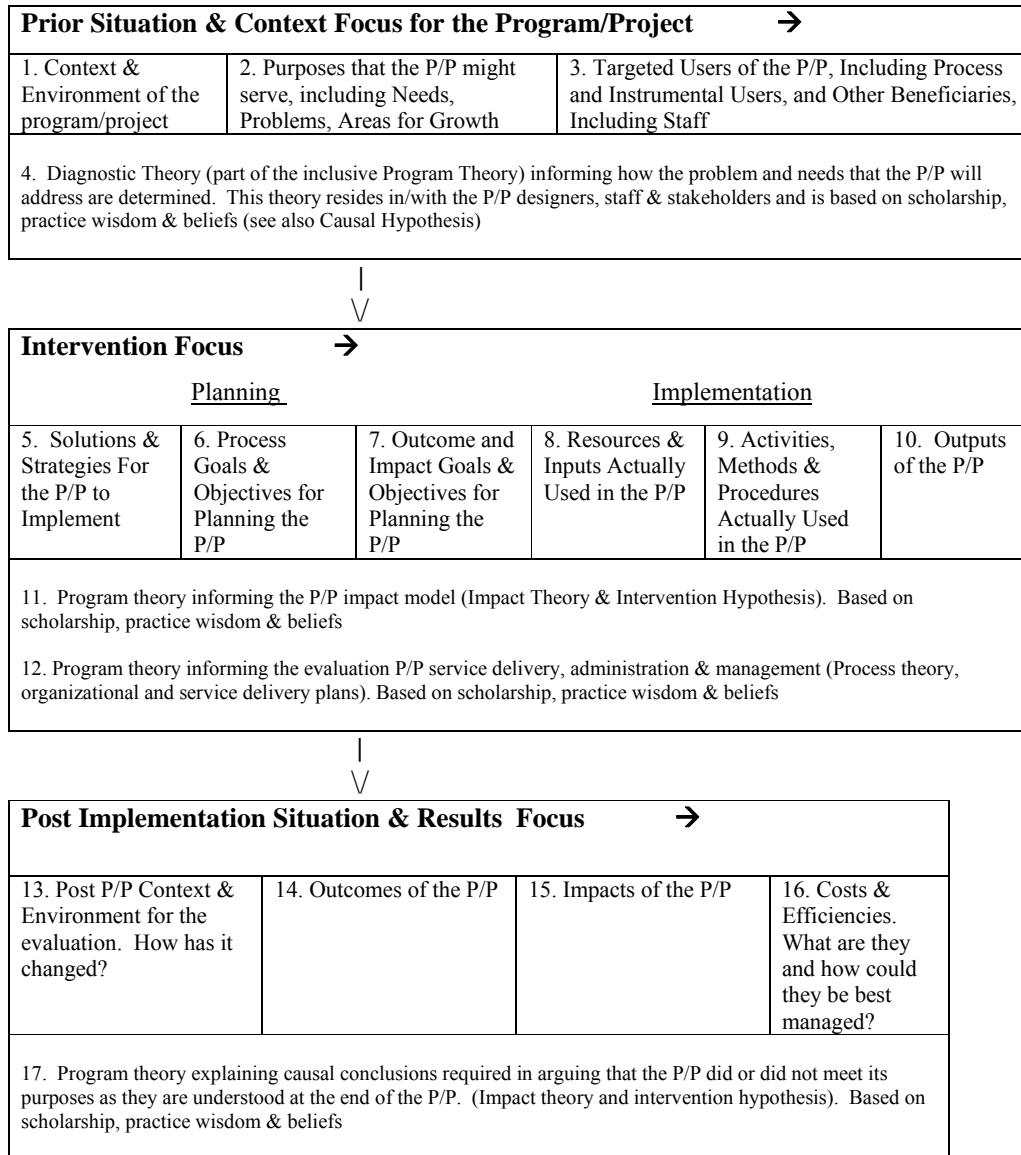 Prior Situation & Context Focus for the Program/Project →
1. Context &
Environment of the
program/project
2. Purposes that the P/P might
serve, including Needs,
Problems, Areas for Growth
3. Targeted Users of the P/P, Including Process
and Instrumental Users, and Other Beneficiaries,
Including Staff
4. Diagnostic Theory (part of the inclusive Program Theory) informing how the problem and needs that the P/P will
address are determined. This theory resides in/with the P/P designers, staff & stakeholders and is based on scholarship,
practice wisdom & beliefs (see also Causal Hypothesis)
|
\/
Intervention Focus →
Planning Implementation
5. Solutions &
Strategies For
the P/P to
Implement
6. Process
Goals &
Objectives for
Planning the
P/P
7. Outcome and
Impact Goals &
Objectives for
Planning the
P/P
8. Resources &
Inputs Actually
Used in the P/P
9. Activities,
Methods &
Procedures
Actually Used
in the P/P
10. Outputs
of the P/P
11. Program theory informing the P/P impact model (Impact Theory & Intervention Hypothesis). Based on
scholarship, practice wisdom & beliefs
12. Program theory informing the evaluation P/P service delivery, administration & management (Process theory,
organizational and service delivery plans). Based on scholarship, practice wisdom & beliefs
|
\/
Post Implementation Situation & Results Focus →
13. Post P/P Context &
Environment for the
evaluation. How has it
changed?
14. Outcomes of the P/P
15. Impacts of the P/P
16. Costs &
Efficiencies.
What are they
and how could
they be best
managed?
17. Program theory explaining causal conclusions required in arguing that the P/P did or did not meet its
purposes as they are understood at the end of the P/P. (Impact theory and intervention hypothesis). Based on
scholarship, practice wisdom & beliefs